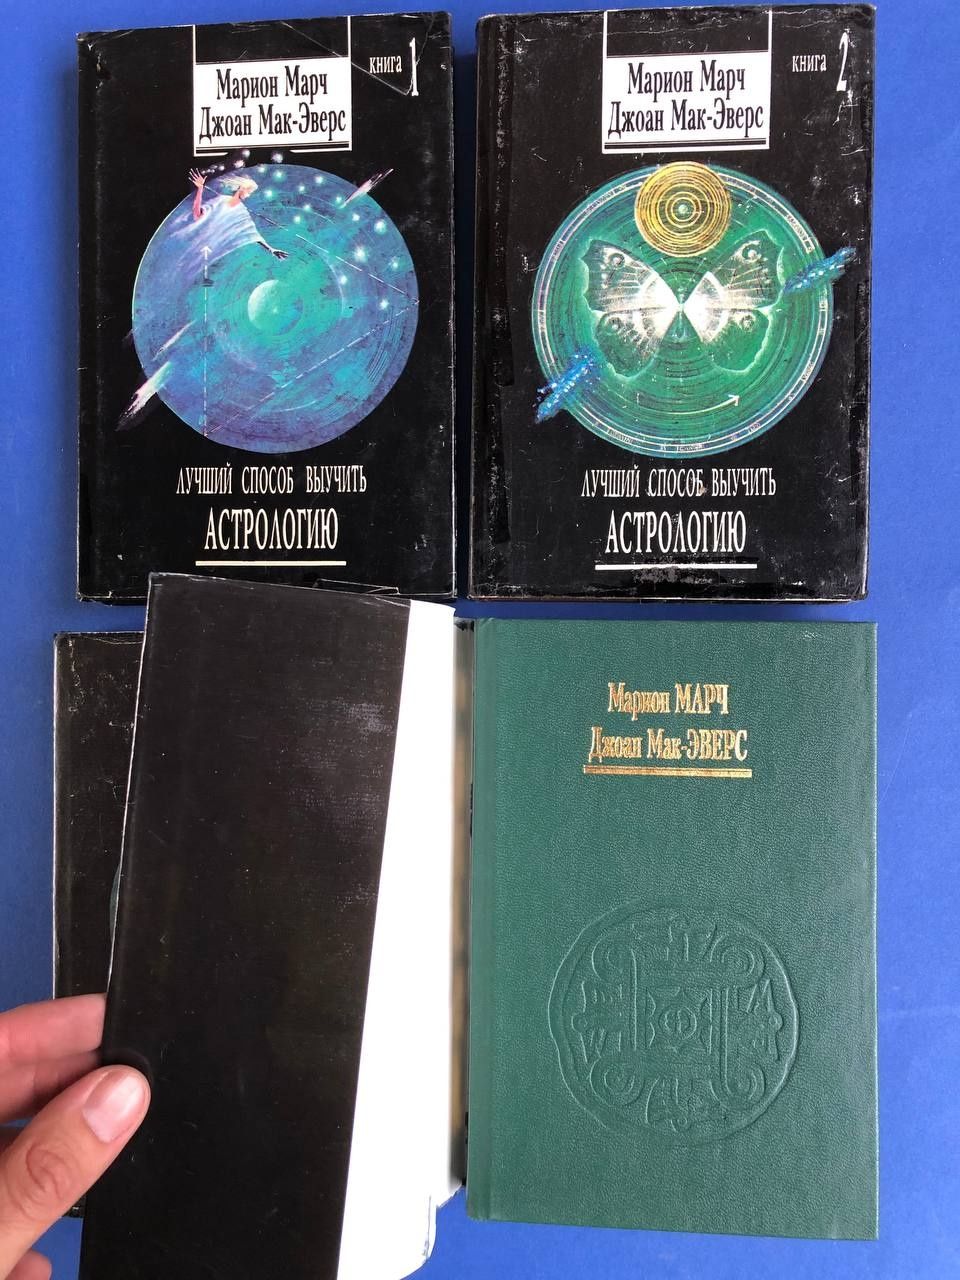 Марион Марч
Джоан Мак-Эверс
книга 1
ЛУЧШИЙ СПОСОБ ВЫУЧИТЬ
АСТРОЛОГИЮ
Марион Марч
Джоан Мак-Эверс
книга 2
ЛУЧШИЙ СПОСОБ ВЫУЧИТЬ
АСТРОЛОГИЮ
Марион МАРЧ
Джоан Мак-ЭВЕРС